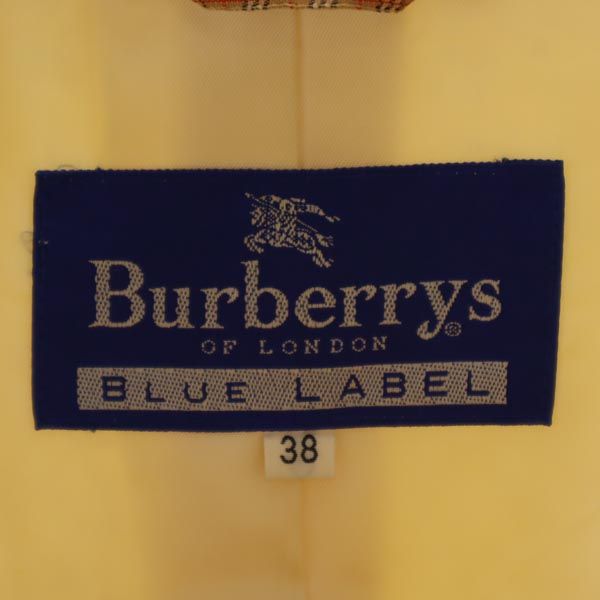 Burberrys®
OF LONDON
BLUE LABEL
38